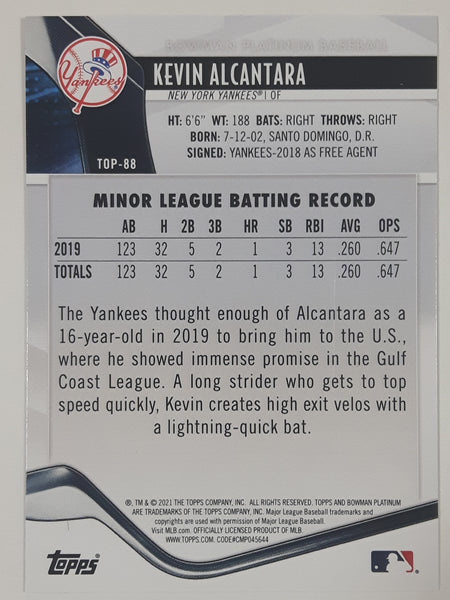 BOWMAN PLATINUM BASEBALL
Yankees
KEVIN ALCANTARA
NEW YORK YANKEES® | OF
HT: 6'6" WT: 188 BATS: RIGHT THROWS: RIGHT
BORN: 7-12-02, SANTO DOMINGO, D.R.
SIGNED: YANKEES-2018 AS FREE AGENT
TOP-88
MINOR LEAGUE BATTING RECORD
AB H 2B 3B HR SB RBI AVG OPS
2019 123 32 5 2 1 3 13 .260 .647
TOTALS 123 32 5 2 1 3 13 .260 .647
The Yankees thought enough of Alcantara as a
16-year-old in 2019 to bring him to the U.S.,
where he showed immense promise in the Gulf
Coast League. A long strider who gets to top
speed quickly, Kevin creates high exit velos with
a lightning-quick bat.
®, TM & © 2021 THE TOPPS COMPANY, INC. ALL RIGHTS RESERVED. TOPPS AND BOWMAN PLATINUM
ARE TRADEMARKS OF THE TOPPS COMPANY, INC. Major League Baseball trademarks and
copyrights are used with permission of Major League Baseball.
Visit MLB.com. OFFICIALLY LICENSED PRODUCT OF MLB.
WWW.TOPPS.COM. CODE#CMP045644
TOPPS